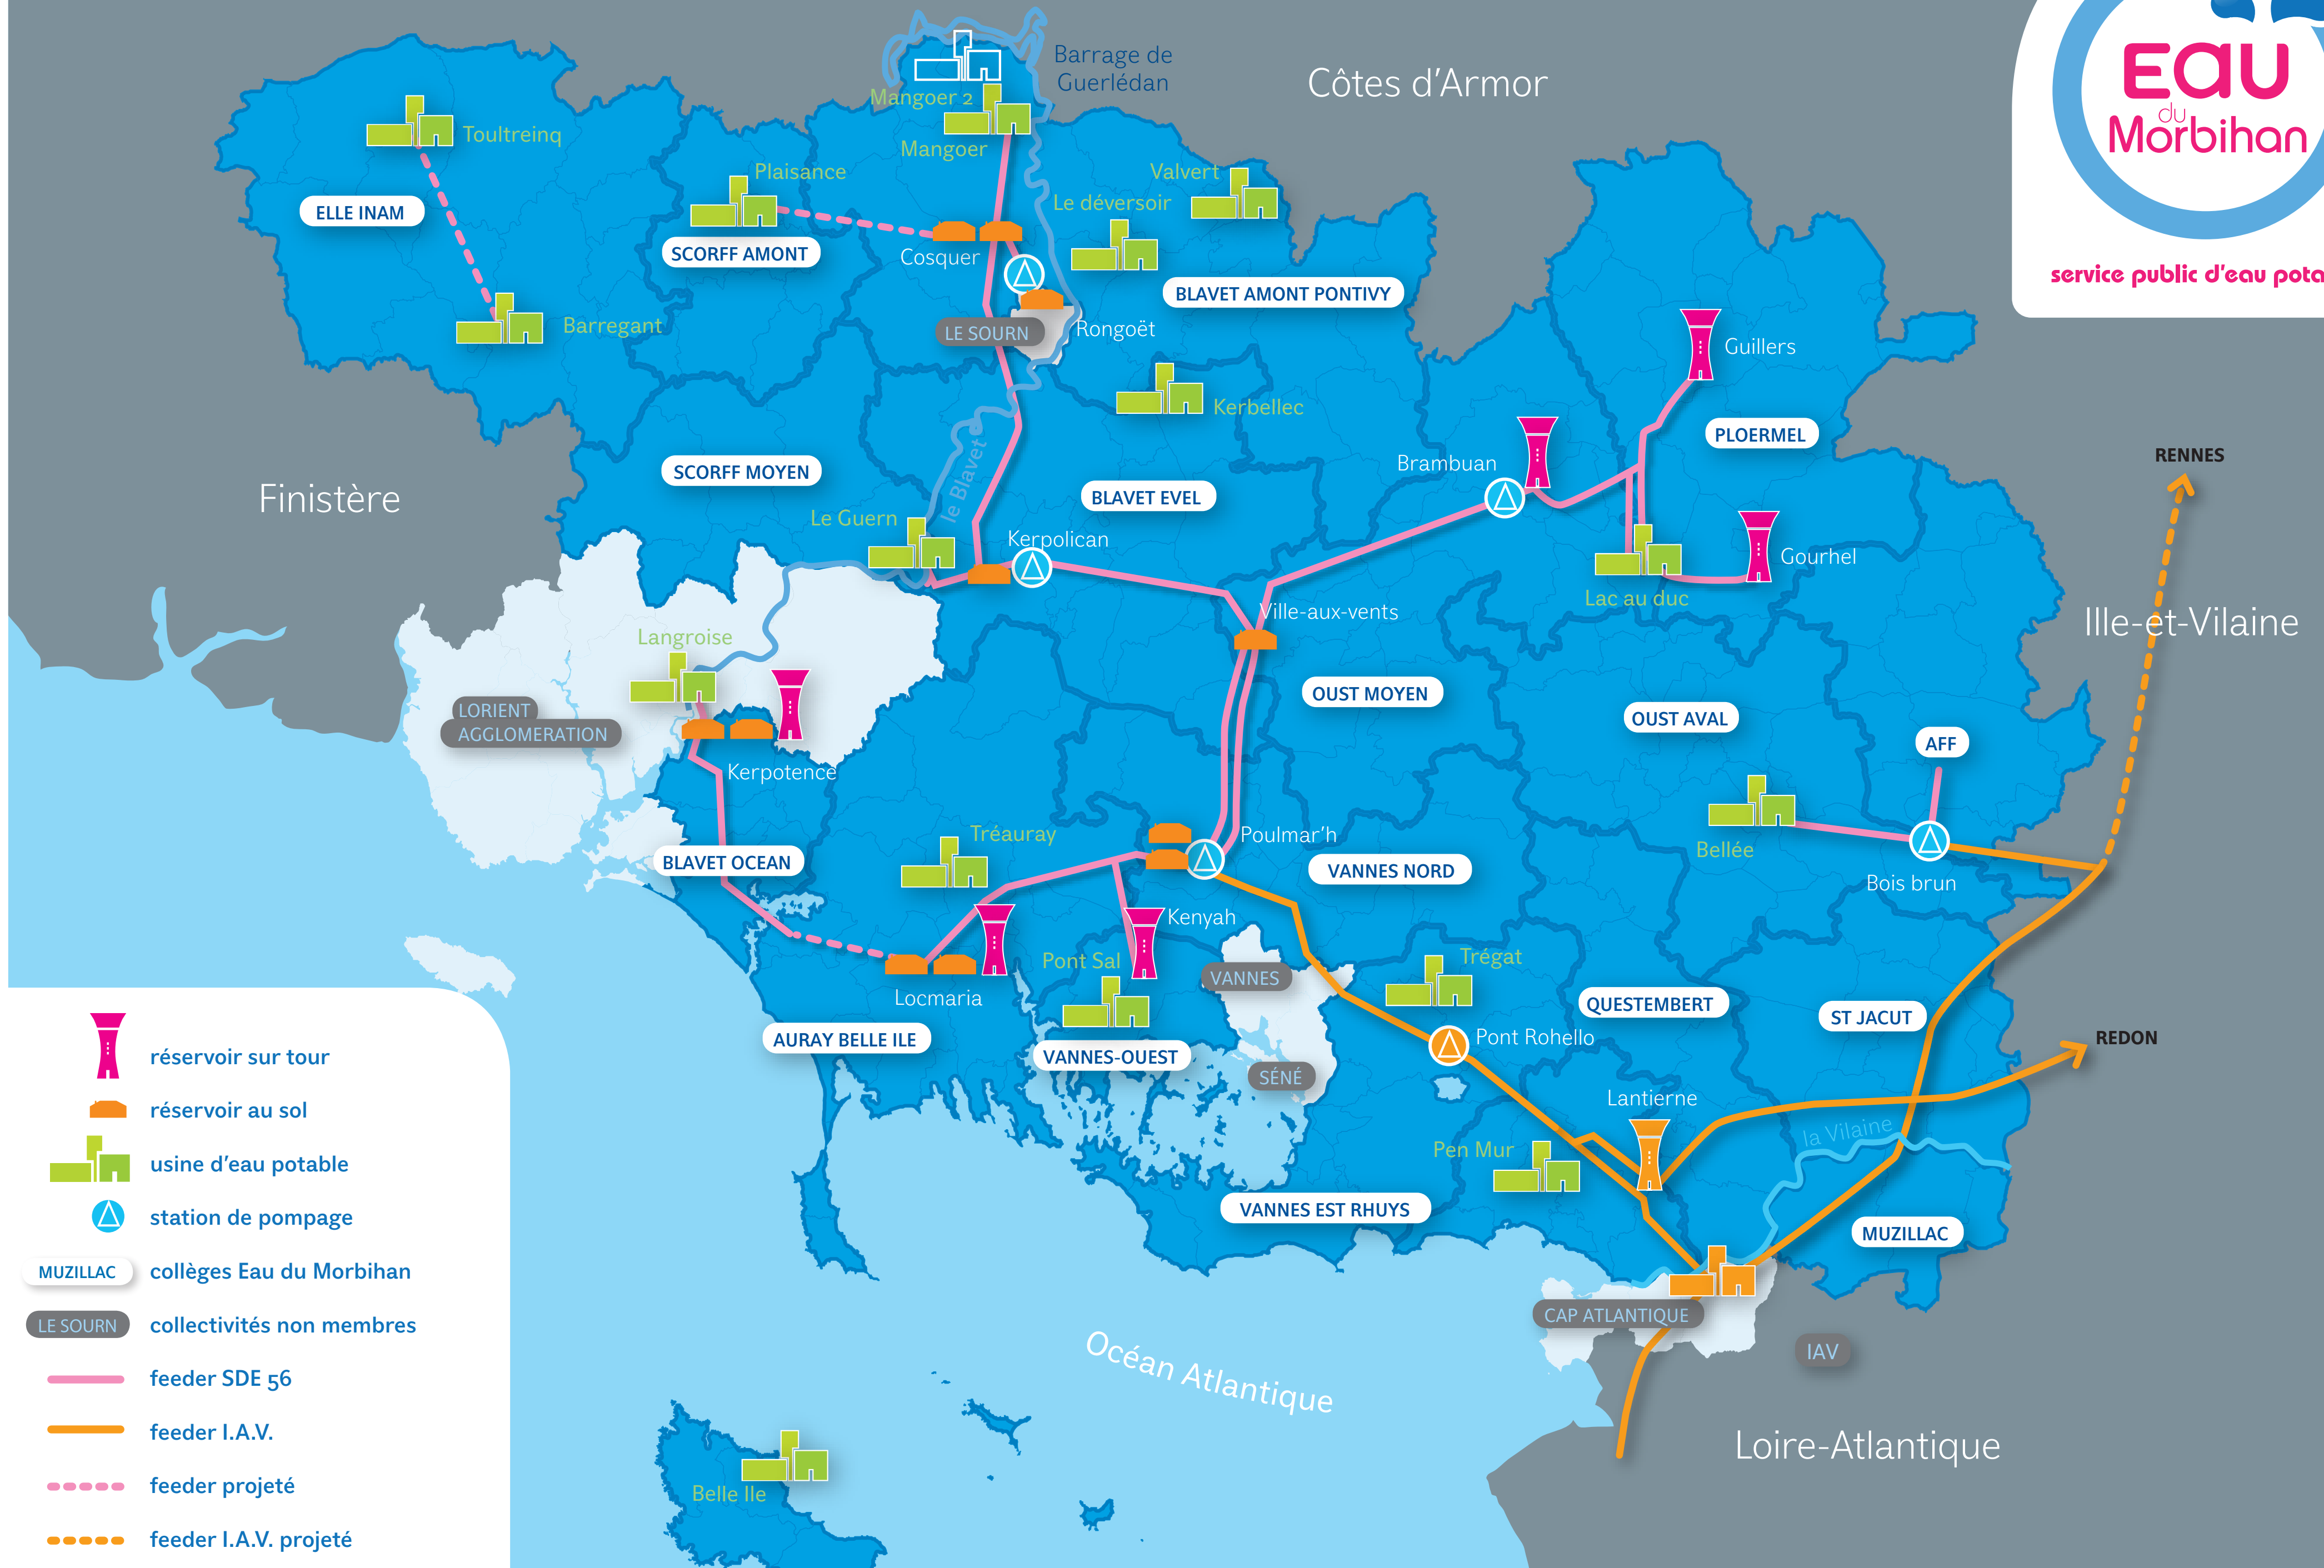 Eau
du
Morbihan
service public d'eau pota
Côtes d'Armor
Barrage de
Guerlédan
Mangoer 2
Mangoer
Toultreinq
Plaisance
Valvert
Le déversoir
ELLE INAM
SCORFF AMONT
Cosquer
BLAVET AMONT PONTIVY
Barregant
LE SOURN
Rongoët
Guillers
Kerbellec
PLOERMEL
RENNES
SCORFF MOYEN
Brambuan
Finistère
le Blavet
BLAVET EVEL
Le Guern
Kerpolican
Gourhel
Lac au duc
Ville-aux-vents
Ille-et-Vilaine
Langroise
OUST MOYEN
LORIENT
AGGLOMERATION
OUST AVAL
AFF
Kerpotence
Tréauray
Poulmar'h
Bellée
BLAVET OCEAN
VANNES NORD
Bois brun
Kenyah
Pont Sal
VANNES
Trégat
Locmaria
QUESTEMBERT
ST JACUT
AURAY BELLE ILE
VANNES-OUEST
Pont Rohello
REDON
SÉNÉ
Lantierne
la Vilaine
Pen Mur
VANNES EST RHUYS
MUZILLAC
CAP ATLANTIQUE
IAV
Océan Atlantique
Loire-Atlantique
Belle Ile
réservoir sur tour
réservoir au sol
usine d'eau potable
station de pompage
MUZILLAC collèges Eau du Morbihan
LE SOURN collectivités non membres
feeder SDE 56
feeder I.A.V.
feeder projeté
feeder I.A.V. projeté